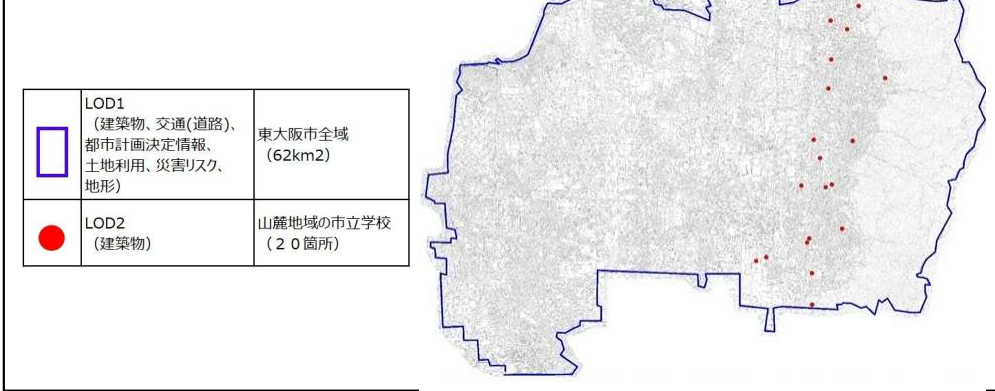 LOD1
（建築物、交通(道路)、
都市計画決定情報、
土地利用、災害リスク、
地形）
東大阪市全域
（62km2）
LOD2
（建築物）
山麓地域の市立学校
（２０箇所）